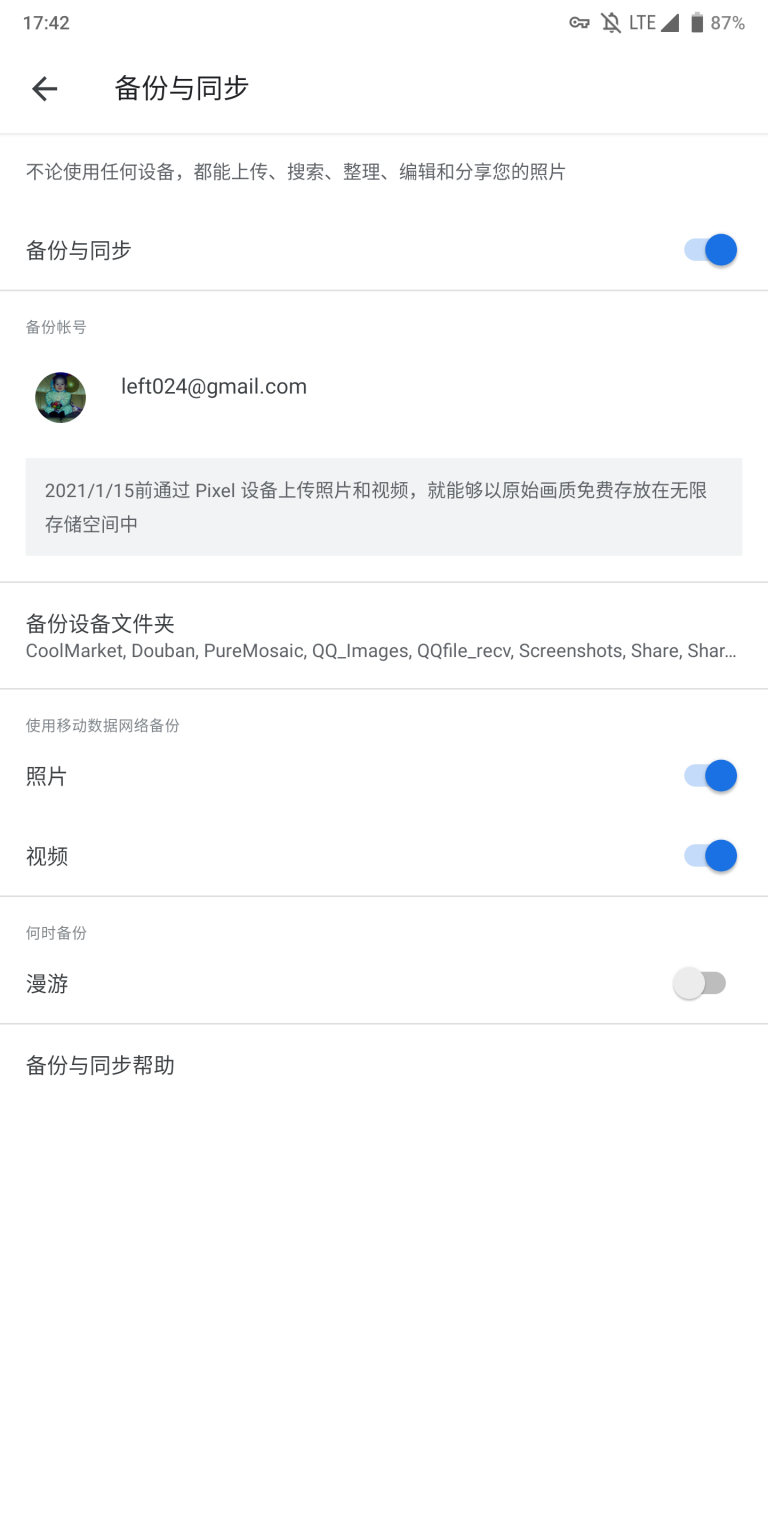 17:42
LTE 87%
备份与同步
不论使用任何设备，都能上传、搜索、整理、编辑和分享您的照片
备份与同步
备份帐号
left024@gmail.com
2021/1/15前通过 Pixel 设备上传照片和视频，就能够以原始画质免费存放在无限
存储空间中
备份设备文件夹
CoolMarket, Douban, PureMosaic, QQ_Images, QQfile_recv, Screenshots, Share, Shar...
使用移动数据网络备份
照片
视频
何时备份
漫游
备份与同步帮助